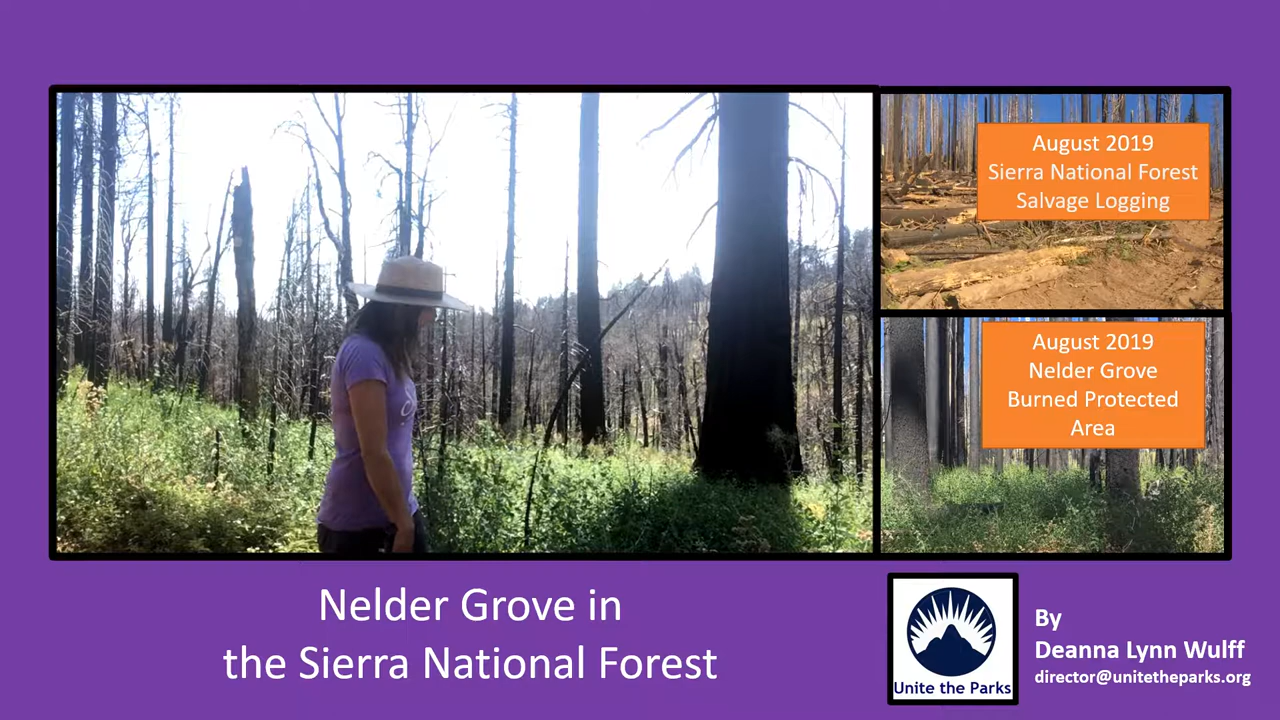 August 2019
Sierra National Forest
Salvage Logging
August 2019
Nelder Grove
Burned Protected
Area
Nelder Grove in
the Sierra National Forest
Unite the Parks
By
Deanna Lynn Wulff
director@unitetheparks.org